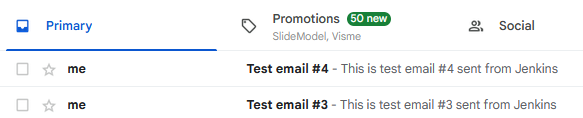 Primary
Promotions 50 new
SlideModel, Visme
Social
me Test email #4 - This is test email #4 sent from Jenkins
me Test email #3 - This is test email #3 sent from Jenkins